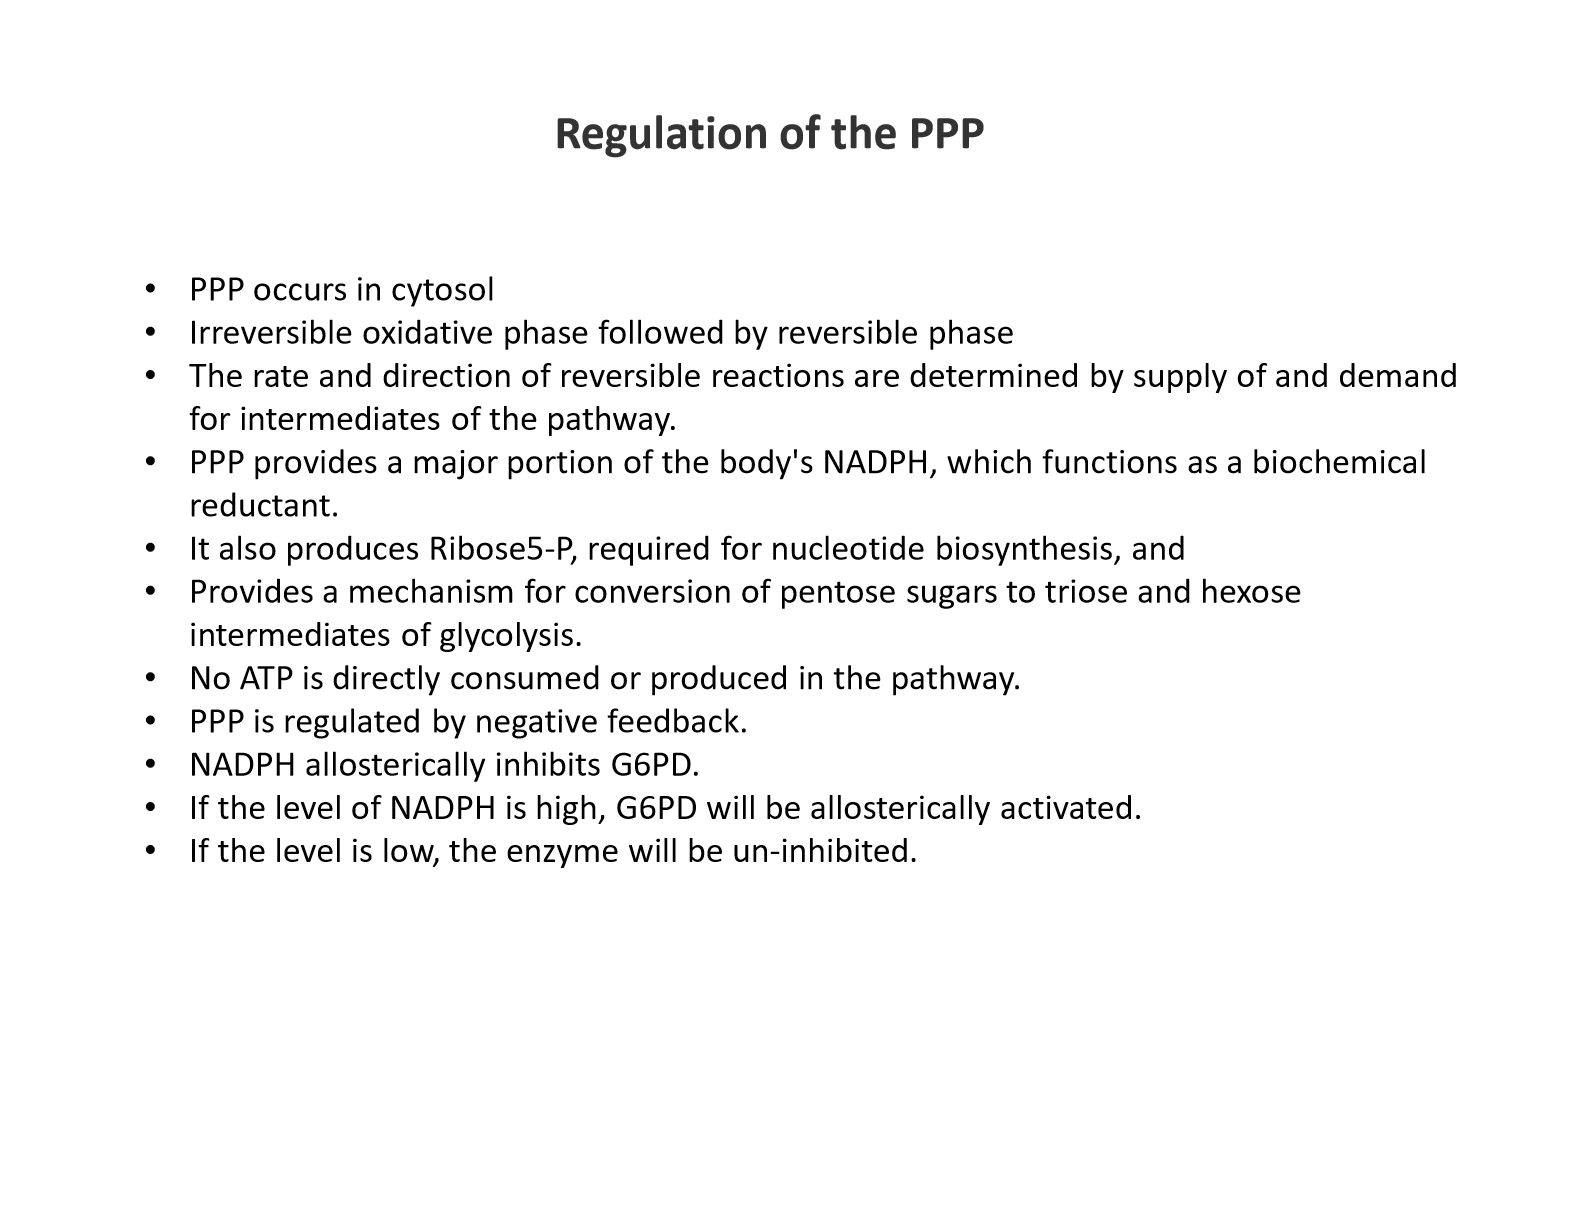 Regulation of the PPP
• PPP occurs in cytosol
• Irreversible oxidative phase followed by reversible phase
• The rate and direction of reversible reactions are determined by supply of and demand
for intermediates of the pathway.
• PPP provides a major portion of the body's NADPH, which functions as a biochemical
reductant.
• It also produces Ribose5-P, required for nucleotide biosynthesis, and
• Provides a mechanism for conversion of pentose sugars to triose and hexose
intermediates of glycolysis.
• No ATP is directly consumed or produced in the pathway.
• PPP is regulated by negative feedback.
• NADPH allosterically inhibits G6PD.
• If the level of NADPH is high, G6PD will be allosterically activated.
• If the level is low, the enzyme will be un-inhibited.